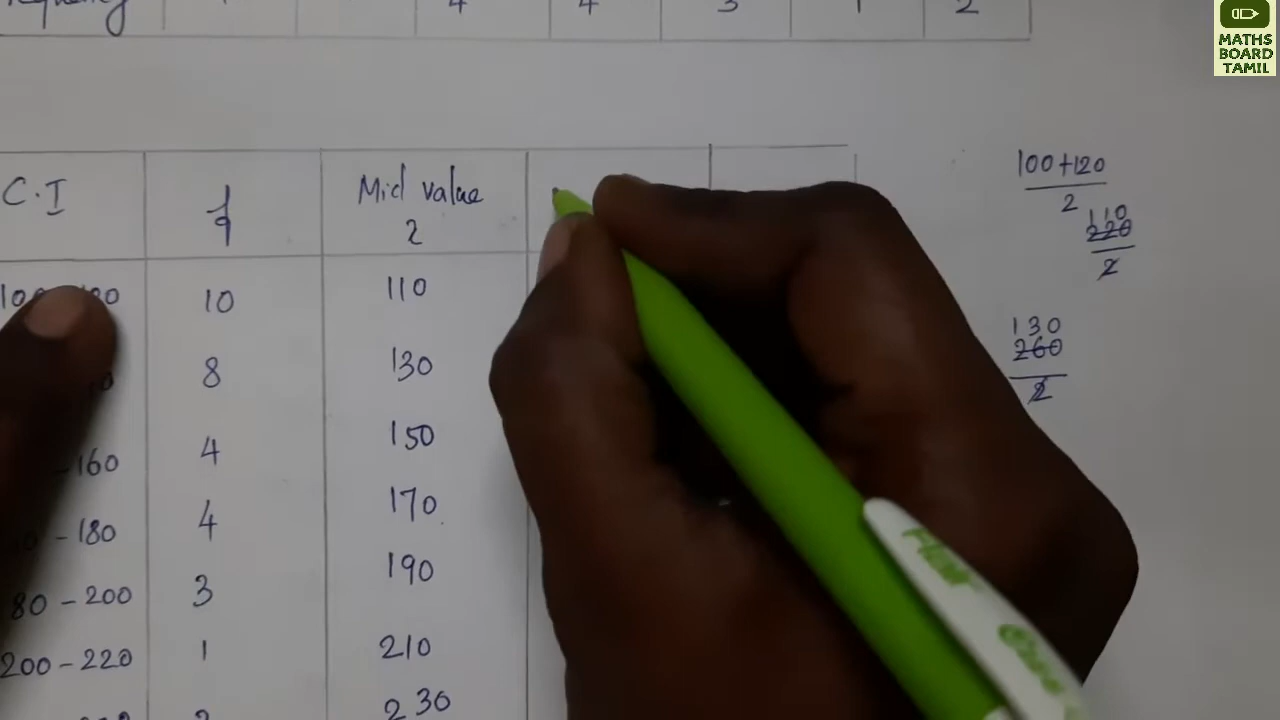 4 4 3 1 2
MATHS
BOARD
TAMIL
C.I f Mid value
2
10 110
8 130
-160 4 150
-180 4 170
80-200 3 190
200-220 1 210
230
100+120
2
110
220
2
130
260
2